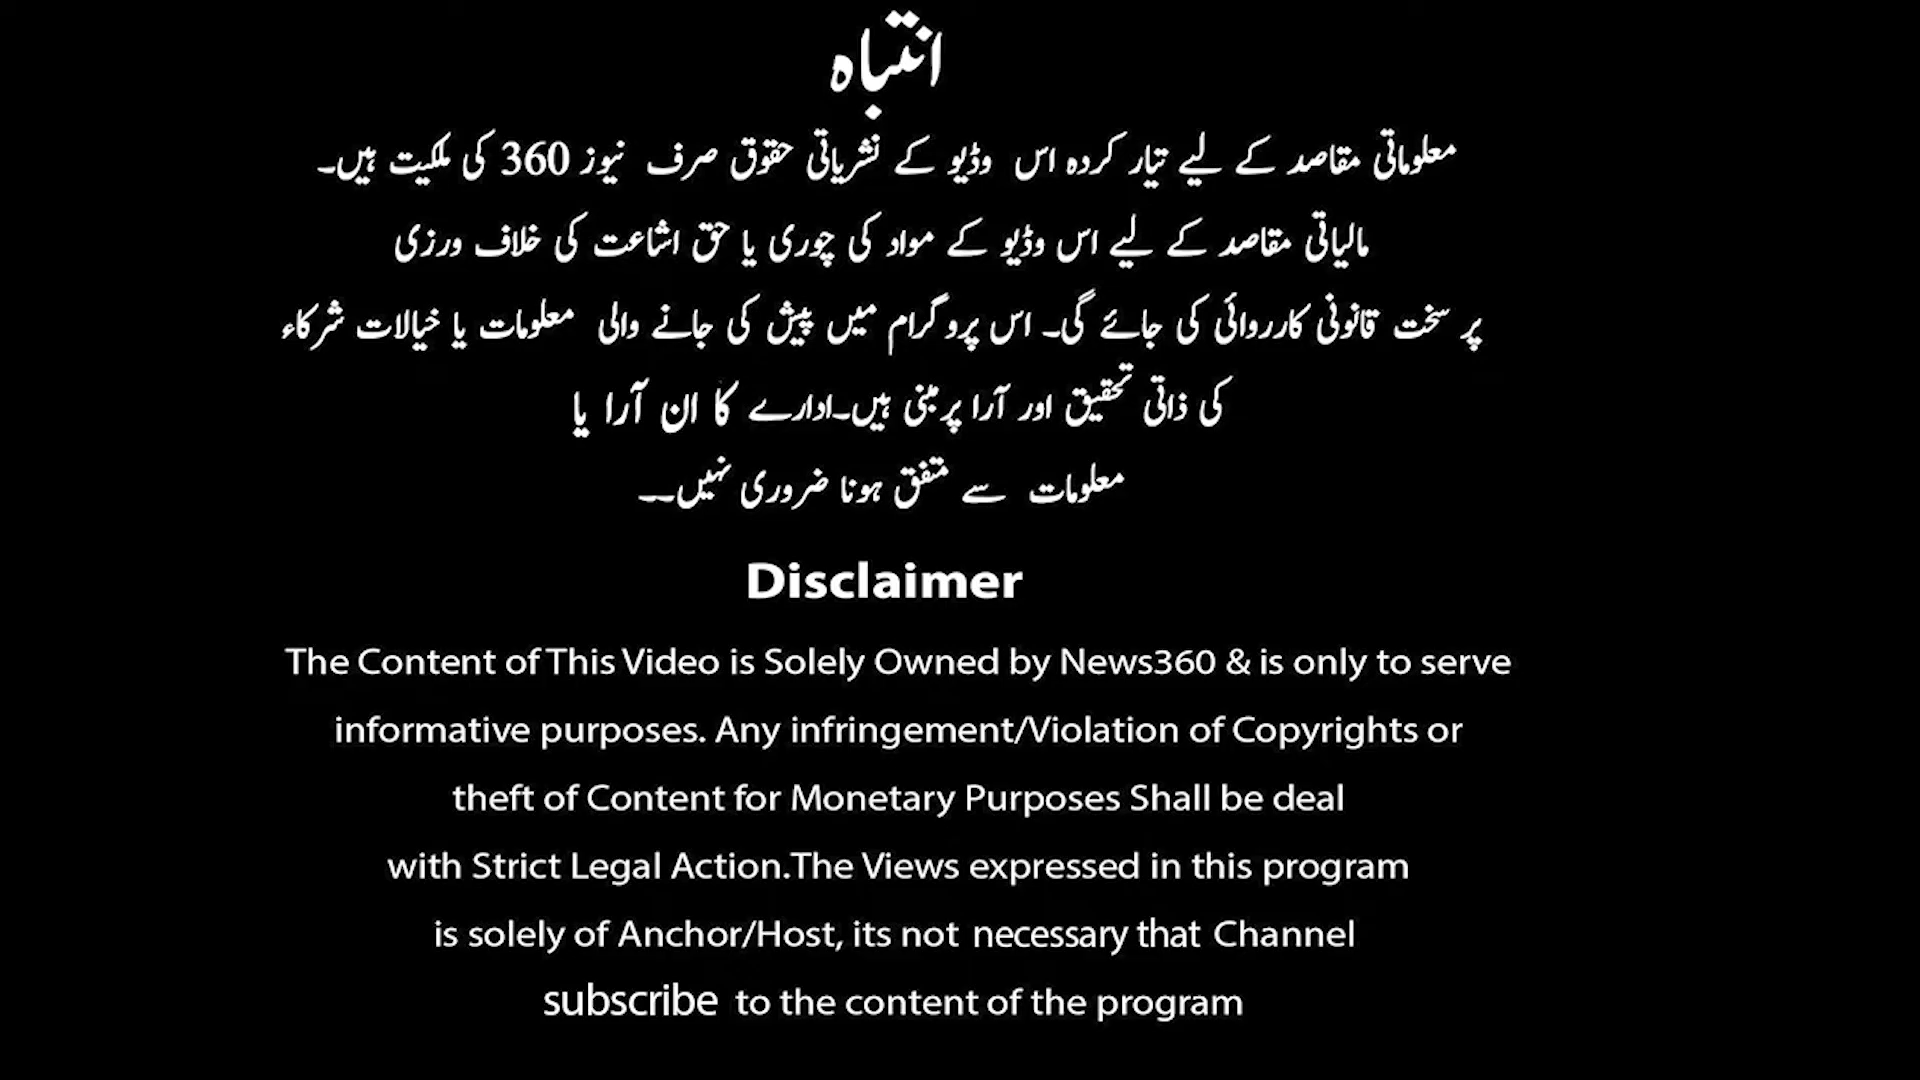 انتباہ
معلوماتی مقاصد کے لیے تیار کردہ اس وڈیو کے نشریاتی حقوق صرف نیوز 360 کی ملکیت ہیں۔
مالیاتی مقاصد کے لیے اس وڈیو کے مواد کی چوری یا حق اشاعت کی خلاف ورزی
پر سخت قانونی کارروائی کی جائے گی۔ اس پروگرام میں پیش کی جانے والی معلومات یا خیالات شرکاء
کی ذاتی تحقیق اور آرا پر مبنی ہیں۔ادارے کا ان آرا یا
معلومات سے متفق ہونا ضروری نہیں۔۔
Disclaimer
The Content of This Video is Solely Owned by News360 & is only to serve
informative purposes. Any infringement/Violation of Copyrights or
theft of Content for Monetary Purposes Shall be deal
with Strict Legal Action.The Views expressed in this program
is solely of Anchor/Host, its not necessary that Channel
subscribe to the content of the program